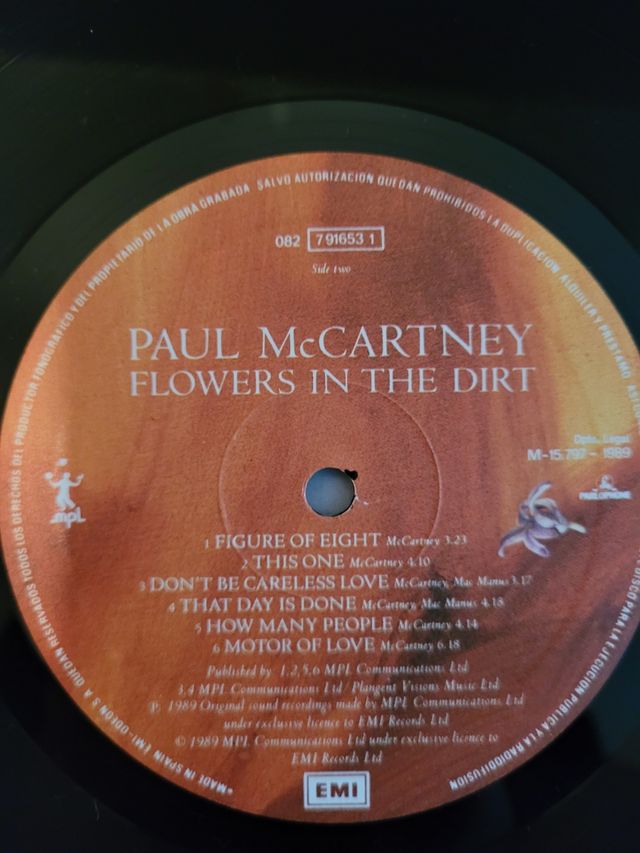 TODOS LOS DERECHOS DEL PRODUCTOR FONOGRAFICO Y DEL PROPIETARIO DE LA OBRA GRABADA SALVO AUTORIZACION QUEDAN PROHIBIDOS LA DUPLICACION ALQUILER Y PRESTAMO
DISCO PARA LA EJECUCION PUBLICA Y LA RADIODIFUSION
082 791653 1
Side two
PAUL McCARTNEY
FLOWERS IN THE DIRT
Dpto. Legal
M-15.797 - 1989
mpl
PARLOPHONE
1 FIGURE OF EIGHT McCartney 3.23
2 THIS ONE McCartney 4.10
3 DON'T BE CARELESS LOVE McCartney, Mac Manus 3.17
4 THAT DAY IS DONE McCartney, Mac Manus 4.18
5 HOW MANY PEOPLE McCartney 4.14
6 MOTOR OF LOVE McCartney 6.18
Published by 1,2,5,6 MPL Communications Ltd
3,4 MPL Communications Ltd / Plangent Visions Music Ltd
℗ 1989 Original sound recordings made by MPL Communications Ltd
under exclusive licence to EMI Records Ltd
© 1989 MPL Communications Ltd under exclusive licence to
EMI Records Ltd
EMI
*MADE IN SPAIN EMI-ODEON S.A. QUEDAN RESERVADOS